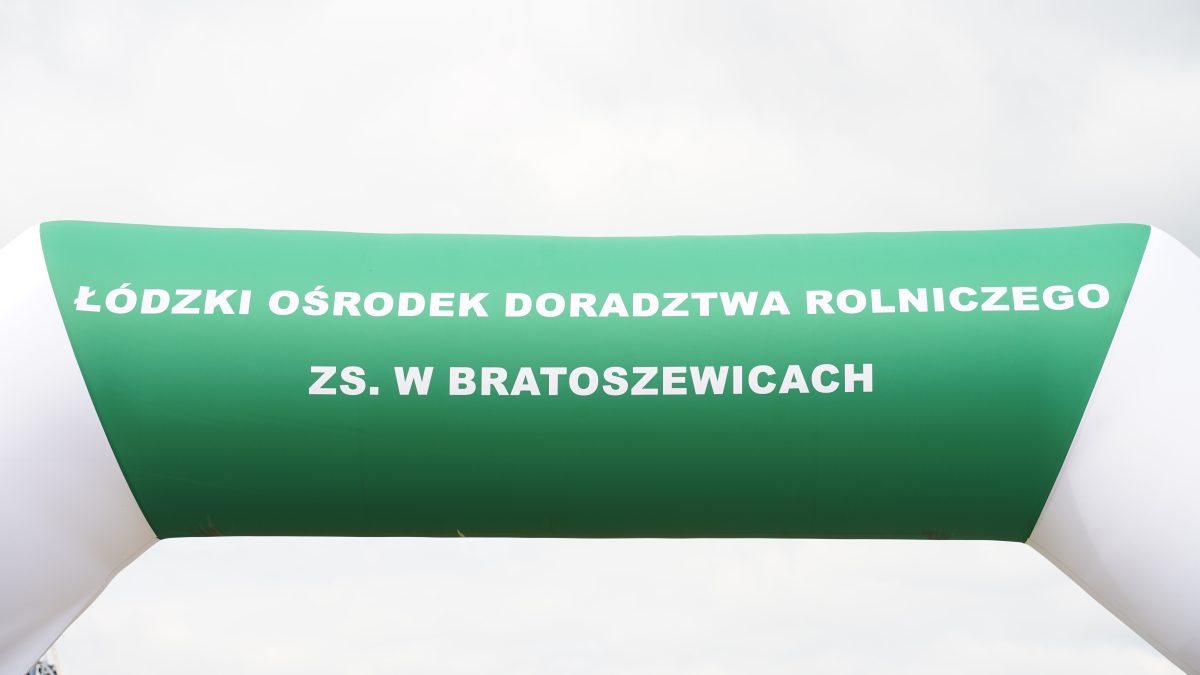 ŁÓDZKI OŚRODEK DORADZTWA ROLNICZEGO
ZS. W BRATOSZEWICACH